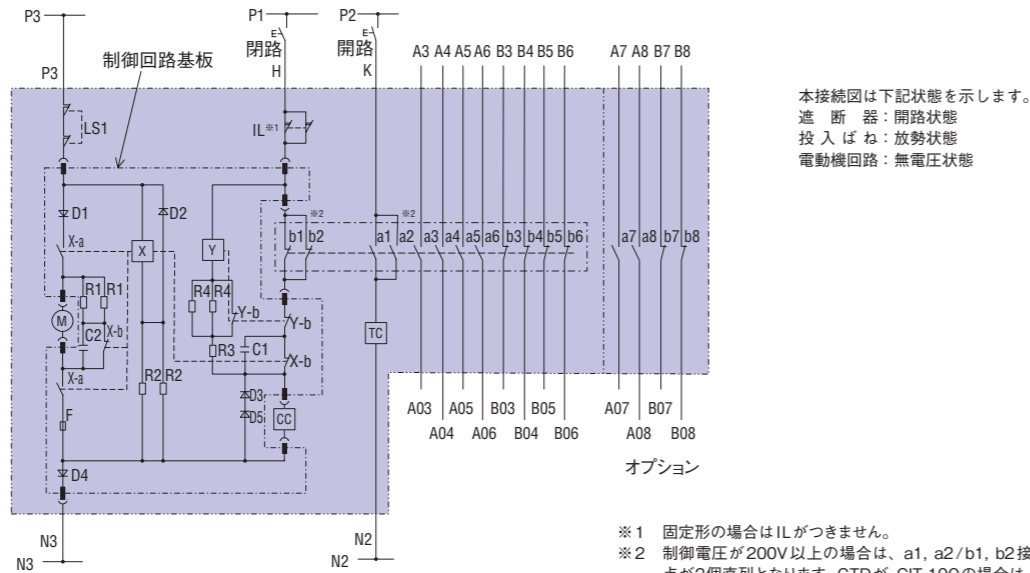 P3
P1
P2
閉路
開路
H
K
A3 A4 A5 A6 B3 B4 B5 B6
A7 A8 B7 B8
制御回路基板
P3
本接続図は下記状態を示します。
遮断器：開路状態
投入ばね：放勢状態
電動機回路：無電圧状態
LS1
IL※1
D1
D2
※2
※2
X-a
X
Y
b1 b2
a1 a2 a3 a4 a5 a6 b3 b4 b5 b6
a7 a8 b7 b8
R1 R1
R4 R4
Y-b
Y-b
M
C2
X-b
TC
R3
C1
X-b
X-a
R2 R2
D3
D5
CC
F
D4
A03 A05 B03 B05
A04 A06 B04 B06
A07 B07
A08 B08
オプション
N3
N3
N2
N2
※1 固定形の場合はILがつきません。
※2 制御電圧が200V以上の場合は、a1, a2/b1, b2接